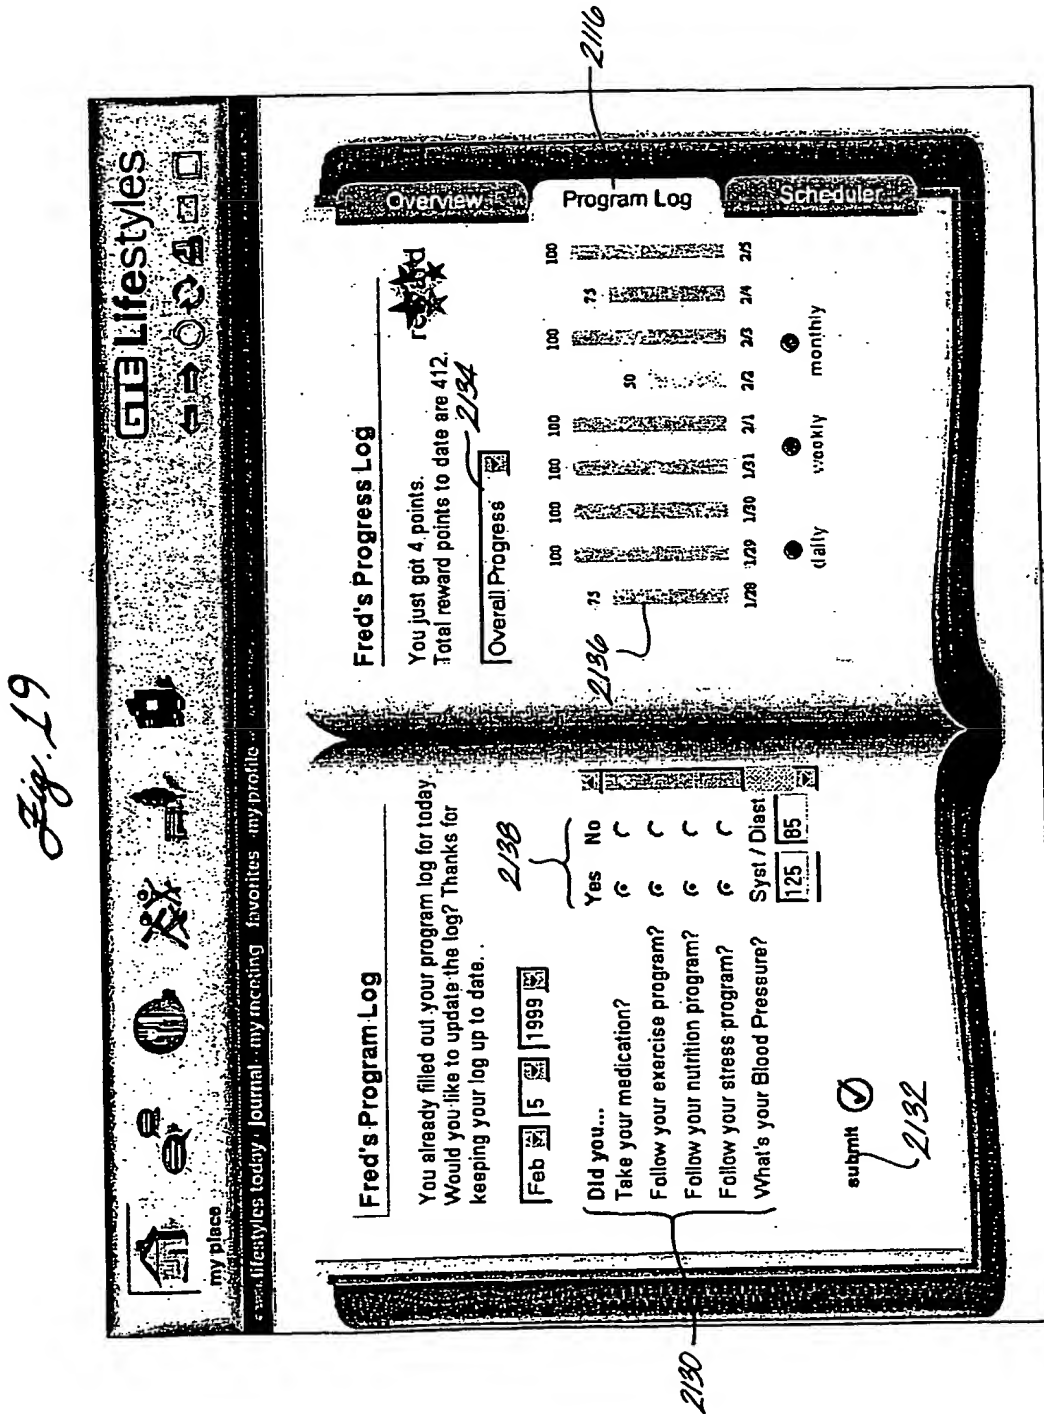 Fig. 19
GTE Lifestyles
my place
lifestyles today journal my meeting favorites my profile
Fred's Program Log
You already filled out your program log for today.
Would you like to update the log? Thanks for
keeping your log up to date. .
Feb 5 1999
2138
Did you... Yes No
Take your medication?
Follow your exercise program?
Follow your nutrition program?
Follow your stress program?
Syst / Diast
What's your Blood Pressure? 125 85
2130
submit
2132
Fred's Progress Log
You just got 4 points.
Total reward points to date are 412.
reward
2134
Overall Progress
75 100 100 100 100 50 100 75 100
2136
1/28 1/29 1/30 1/31 2/1 2/2 2/3 2/4 2/5
daily weekly monthly
Overview
Program Log
Scheduler
2116